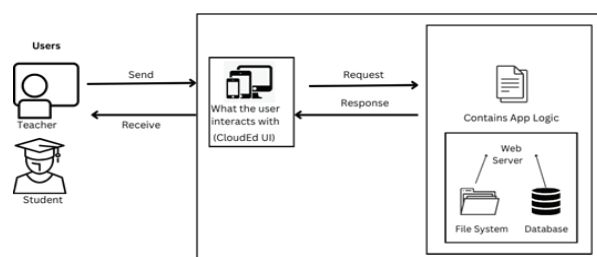 Users
Teacher
Student
Send
Receive
What the user
interacts with
(CloudEd UI)
Request
Response
Contains App Logic
Web
Server
File System
Database